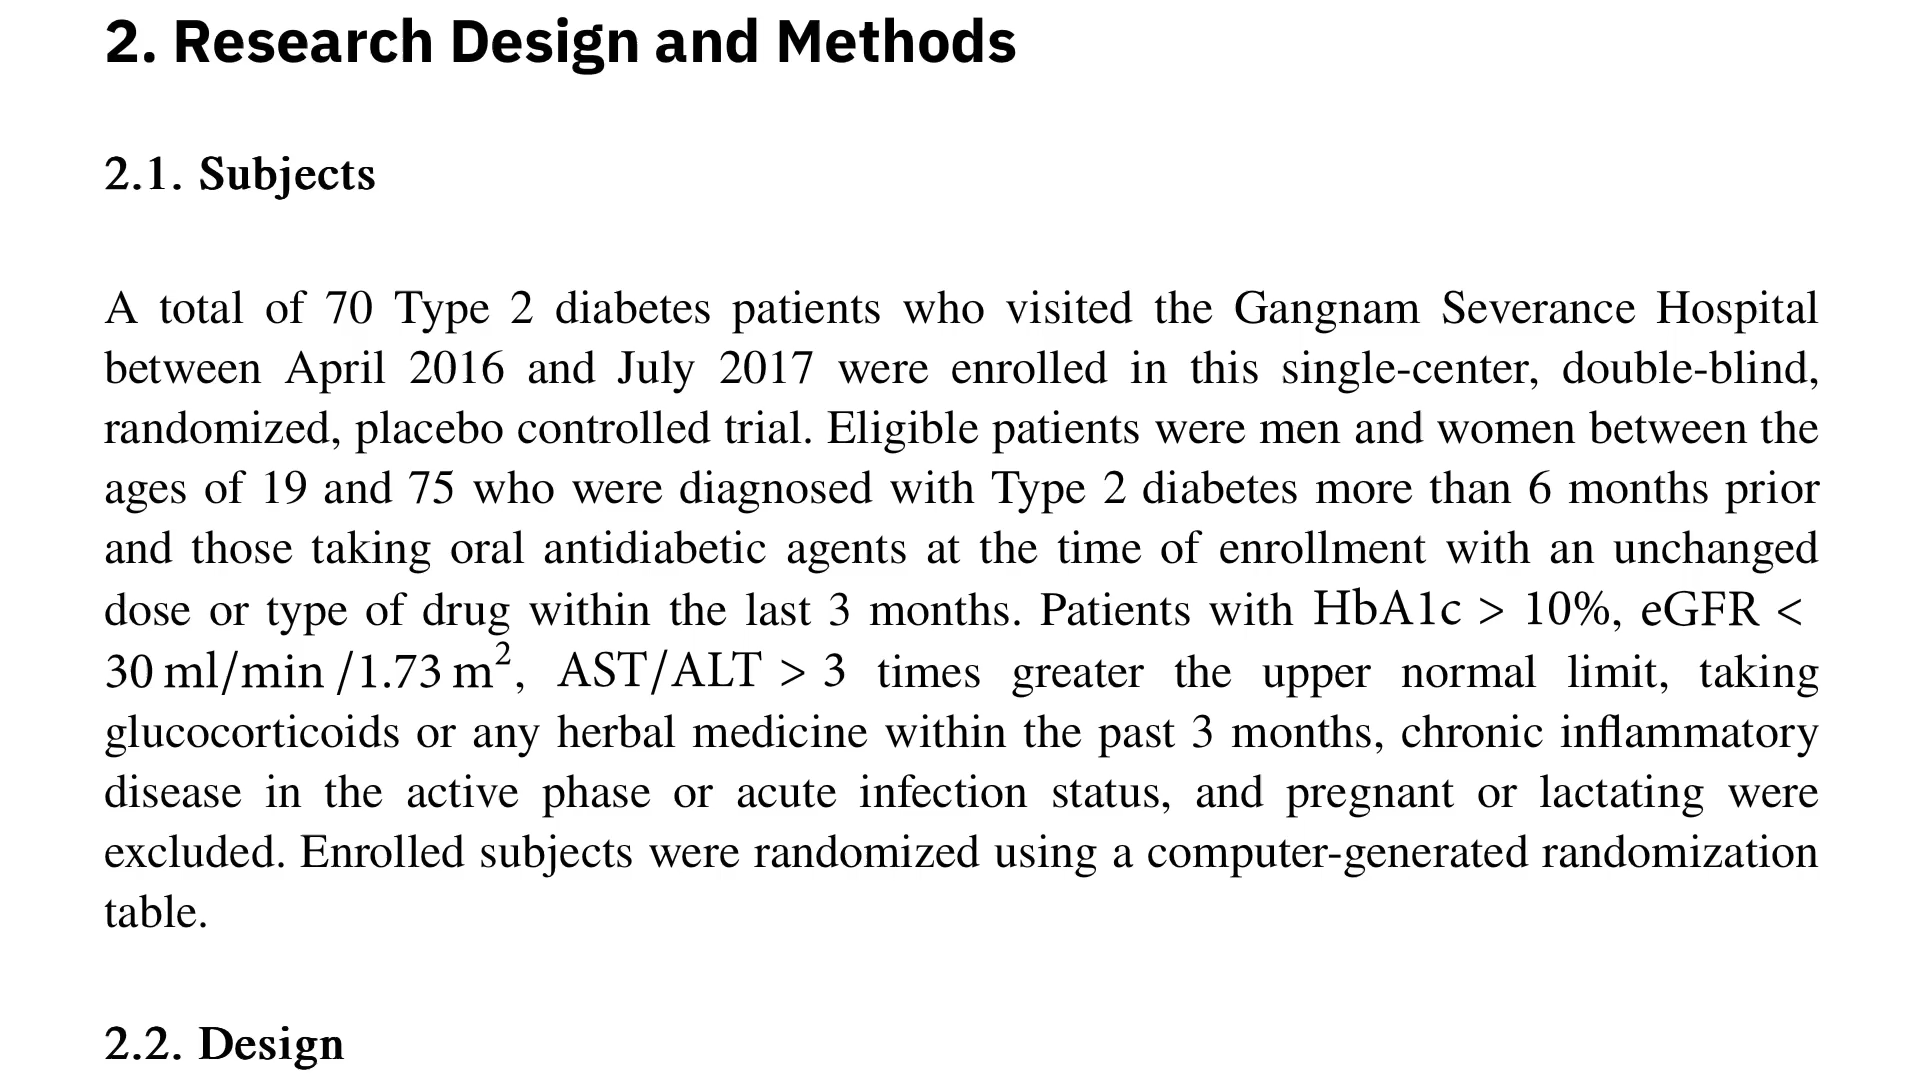 2. Research Design and Methods
2.1. Subjects
A total of 70 Type 2 diabetes patients who visited the Gangnam Severance Hospital
between April 2016 and July 2017 were enrolled in this single-center, double-blind,
randomized, placebo controlled trial. Eligible patients were men and women between the
ages of 19 and 75 who were diagnosed with Type 2 diabetes more than 6 months prior
and those taking oral antidiabetic agents at the time of enrollment with an unchanged
dose or type of drug within the last 3 months. Patients with HbA1c > 10%, eGFR <
30 ml/min /1.73 m², AST/ALT > 3 times greater the upper normal limit, taking
glucocorticoids or any herbal medicine within the past 3 months, chronic inflammatory
disease in the active phase or acute infection status, and pregnant or lactating were
excluded. Enrolled subjects were randomized using a computer-generated randomization
table.
2.2. Design